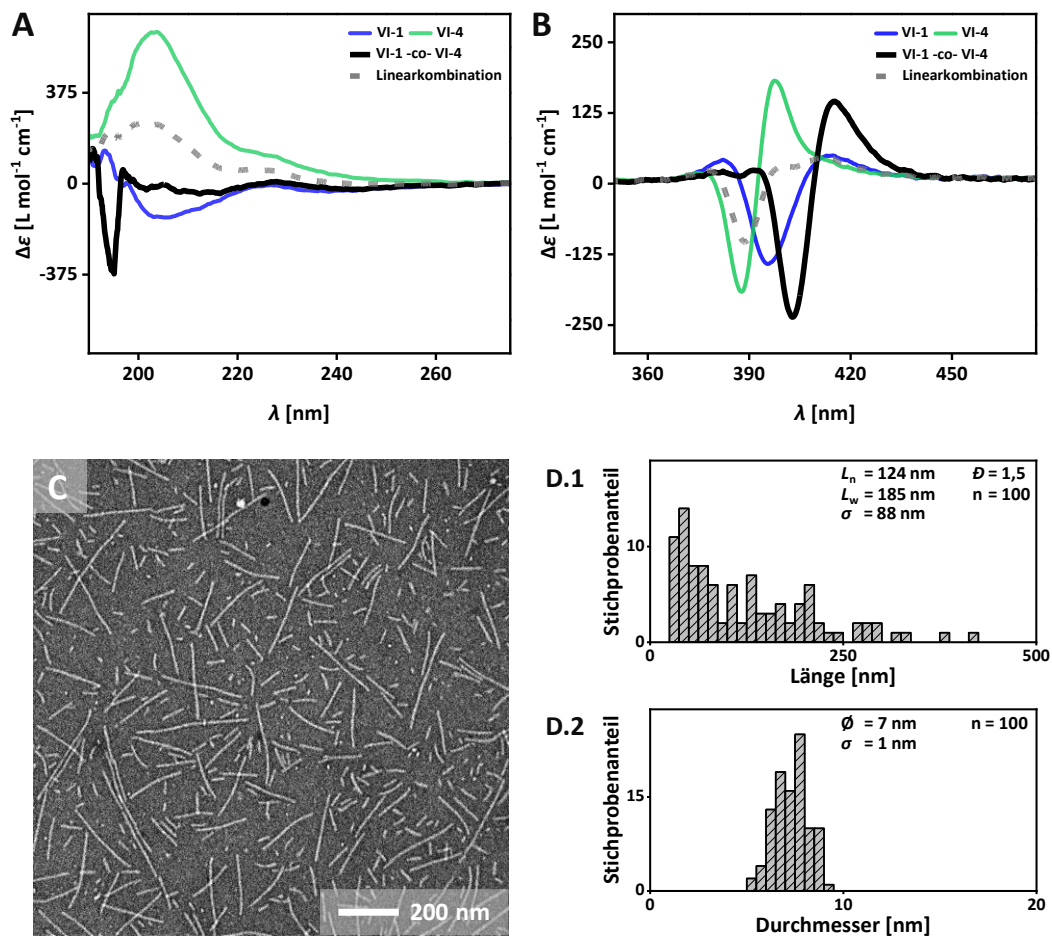 A
VI-1 VI-4
VI-1 -co- VI-4
Linearkombination
375
0
-375
Δε [L mol⁻¹ cm⁻¹]
200 220 240 260
λ [nm]
B
VI-1 VI-4
VI-1 -co- VI-4
Linearkombination
250
125
0
-125
-250
Δε [L mol⁻¹ cm⁻¹]
360 390 420 450
λ [nm]
C
200 nm
D.1
Lₙ = 124 nm Đ = 1,5
L_w = 185 nm n = 100
σ = 88 nm
Stichprobenanteil
10
0
0 250 500
Länge [nm]
D.2
Ø = 7 nm n = 100
σ = 1 nm
Stichprobenanteil
15
0
0 10 20
Durchmesser [nm]